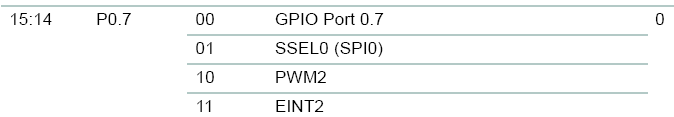 15:14 P0.7 00 GPIO Port 0.7 0
01 SSEL0 (SPI0)
10 PWM2
11 EINT2